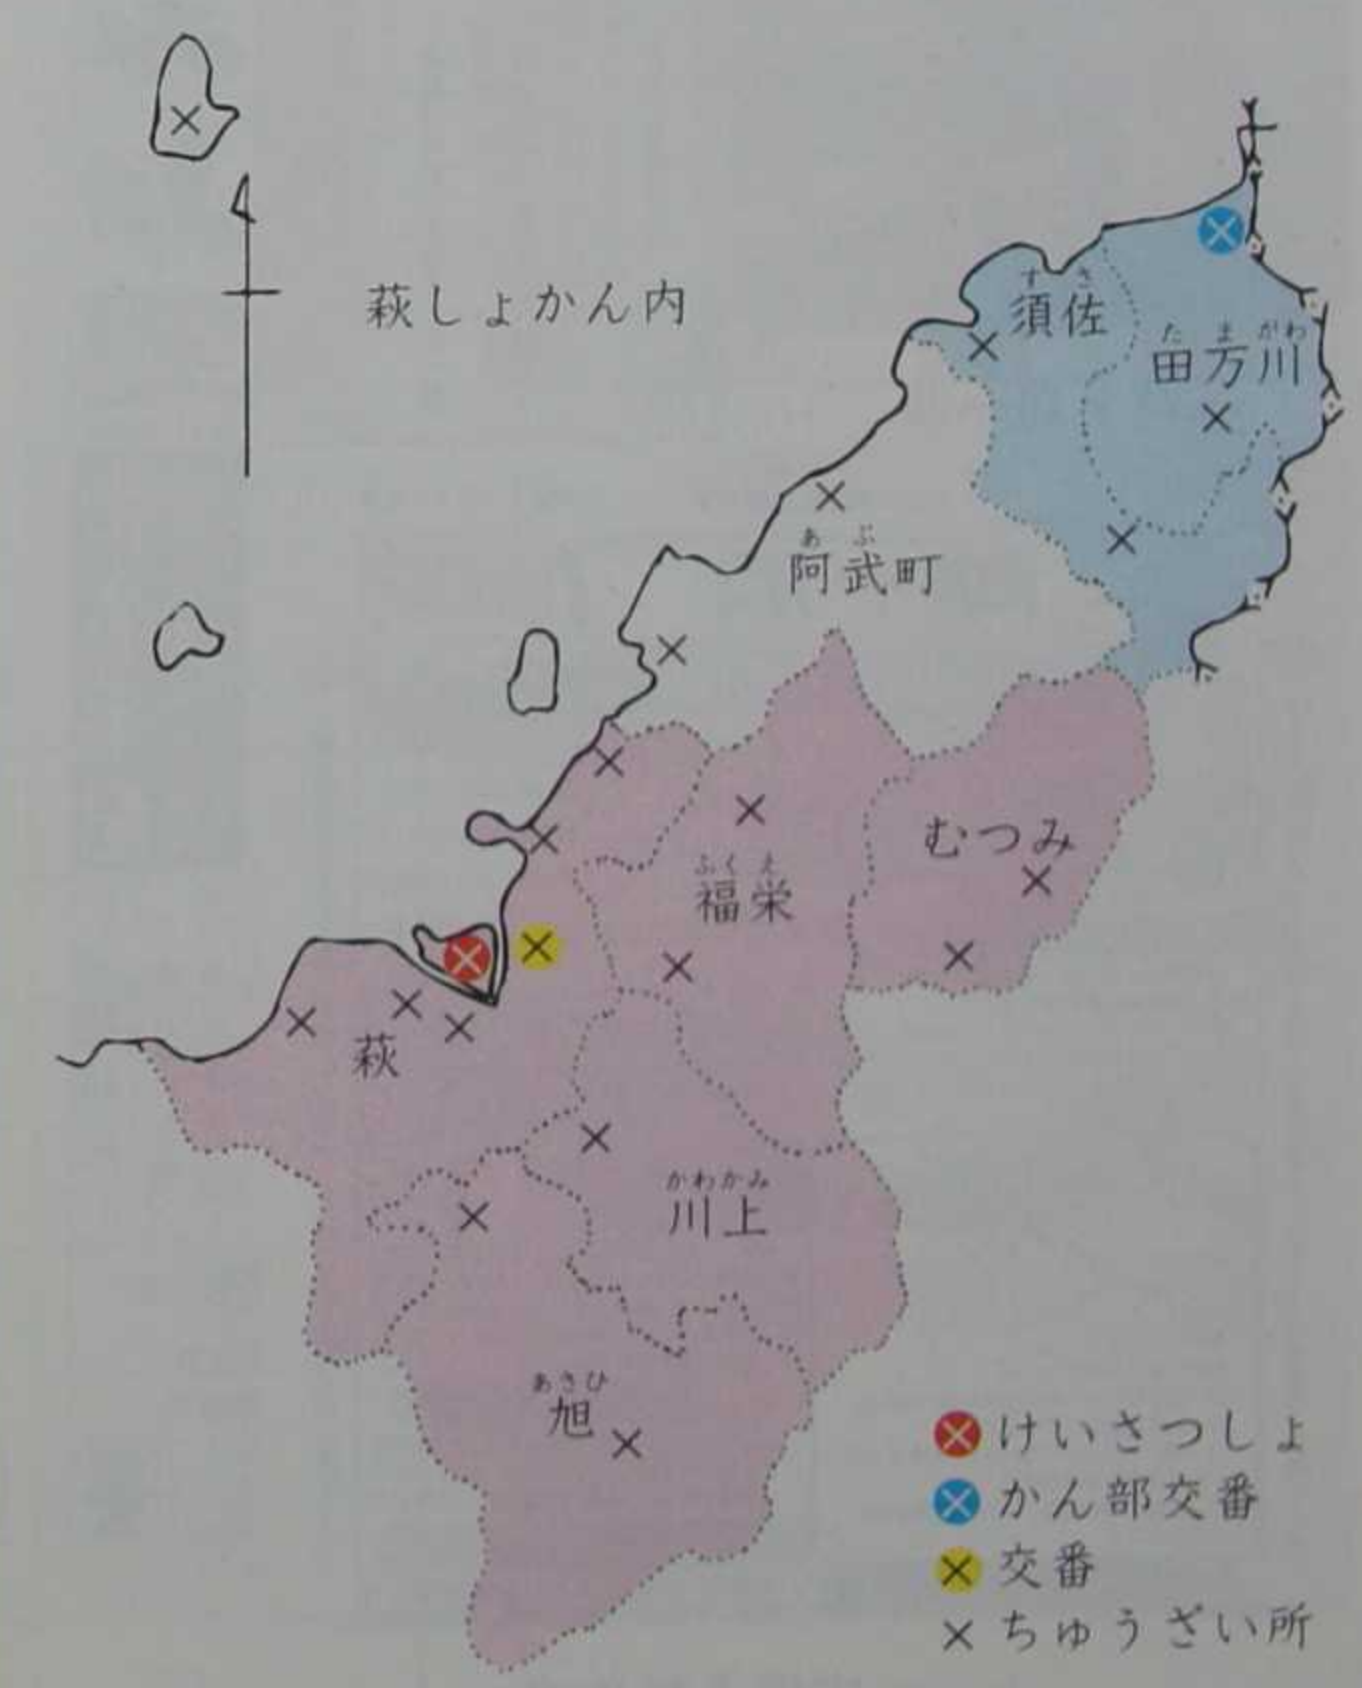 萩しょかん内
すさ
須佐
たまがわ
田万川
あぶ
阿武町
むつみ
ふくえ
福栄
萩
かわかみ
川上
あさひ
旭
けいさつしょ
かん部交番
交番
ちゅうざい所